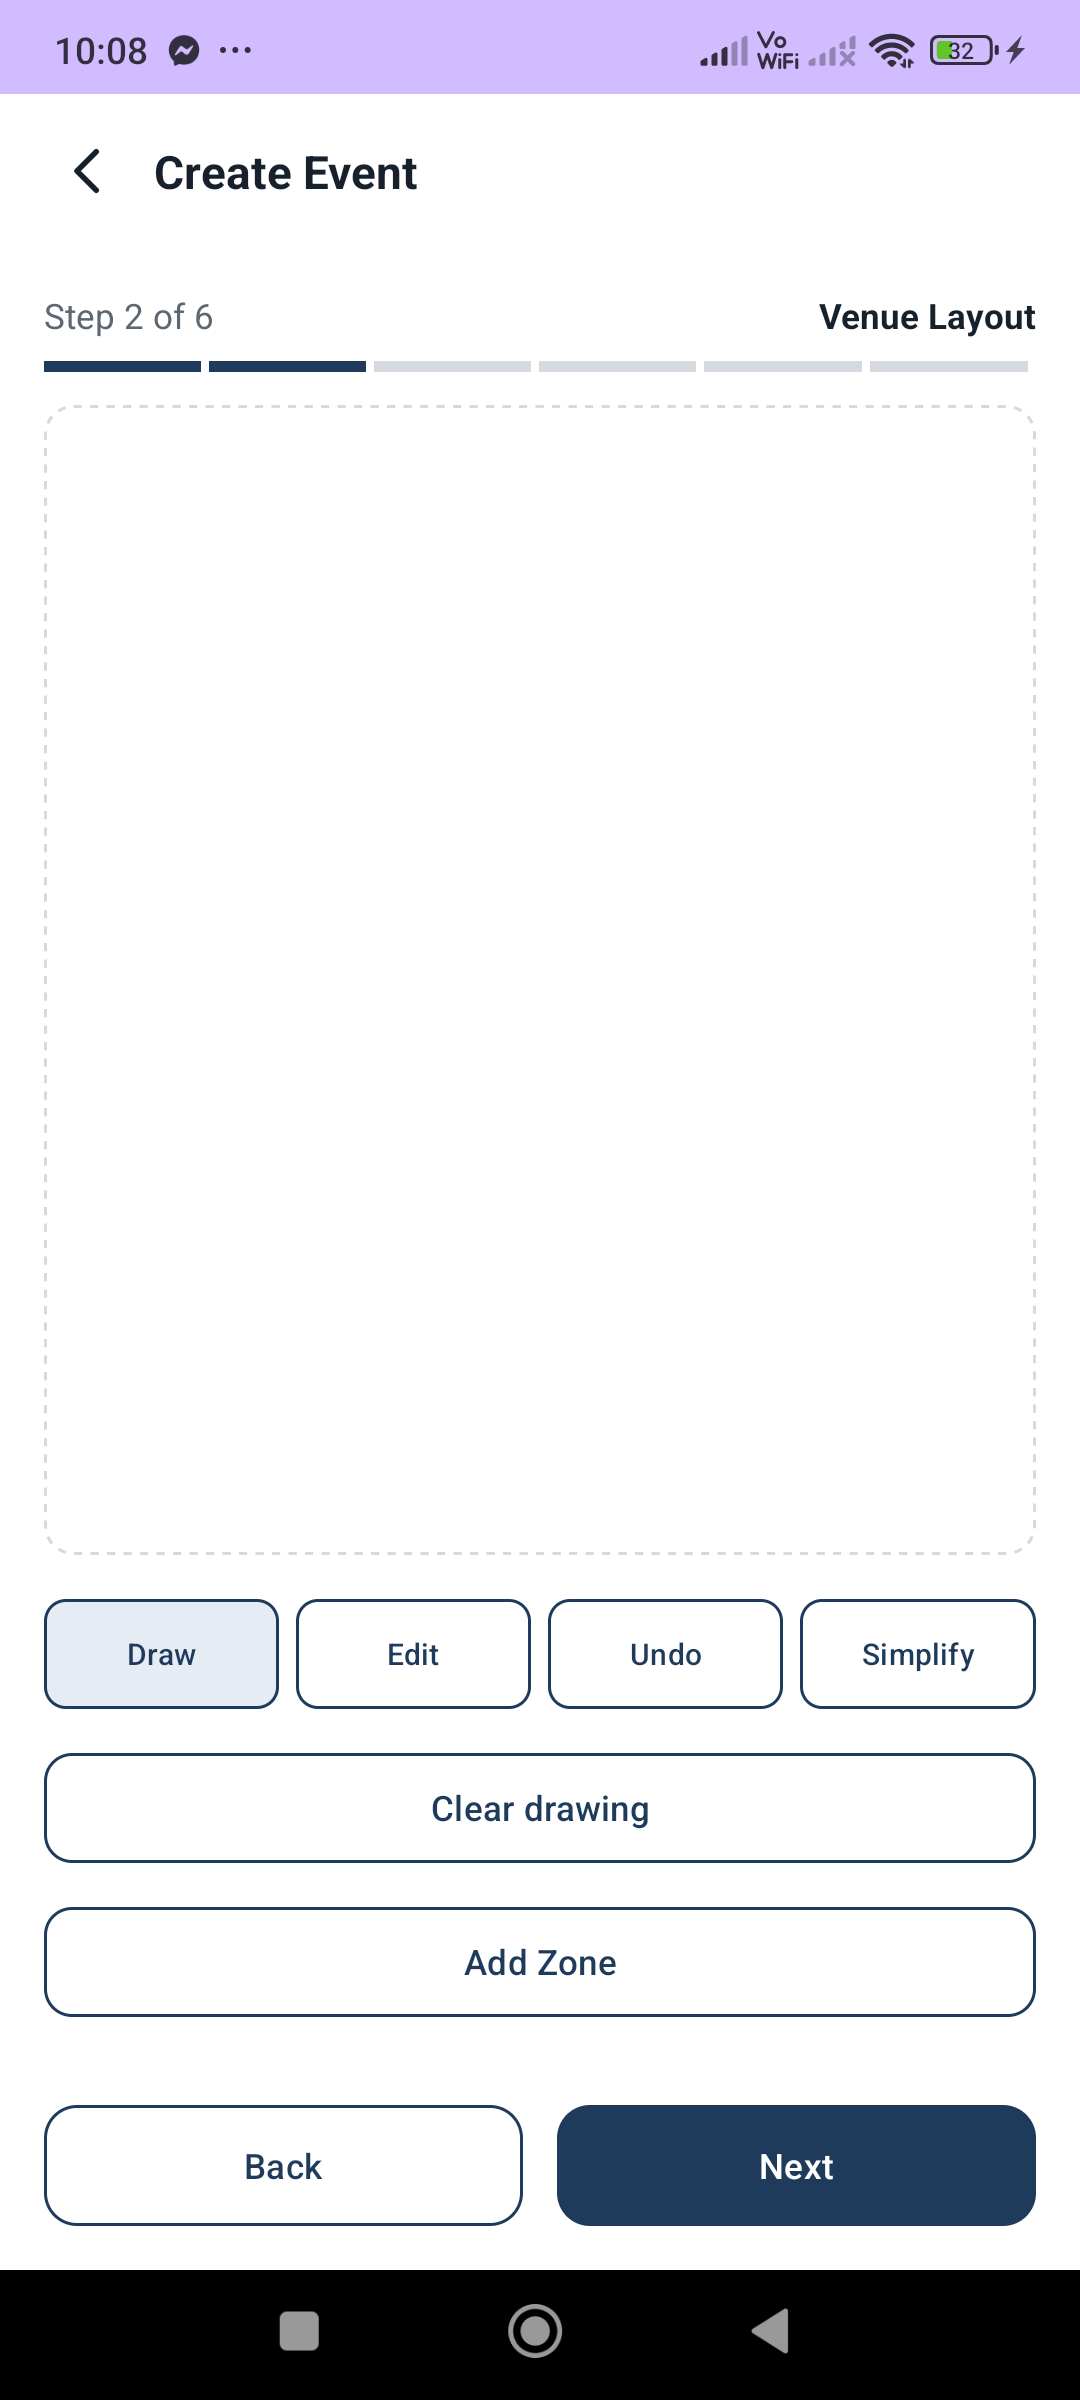 10:08
Vo
WiFi
32
Create Event
Step 2 of 6
Venue Layout
Draw
Edit
Undo
Simplify
Clear drawing
Add Zone
Back
Next